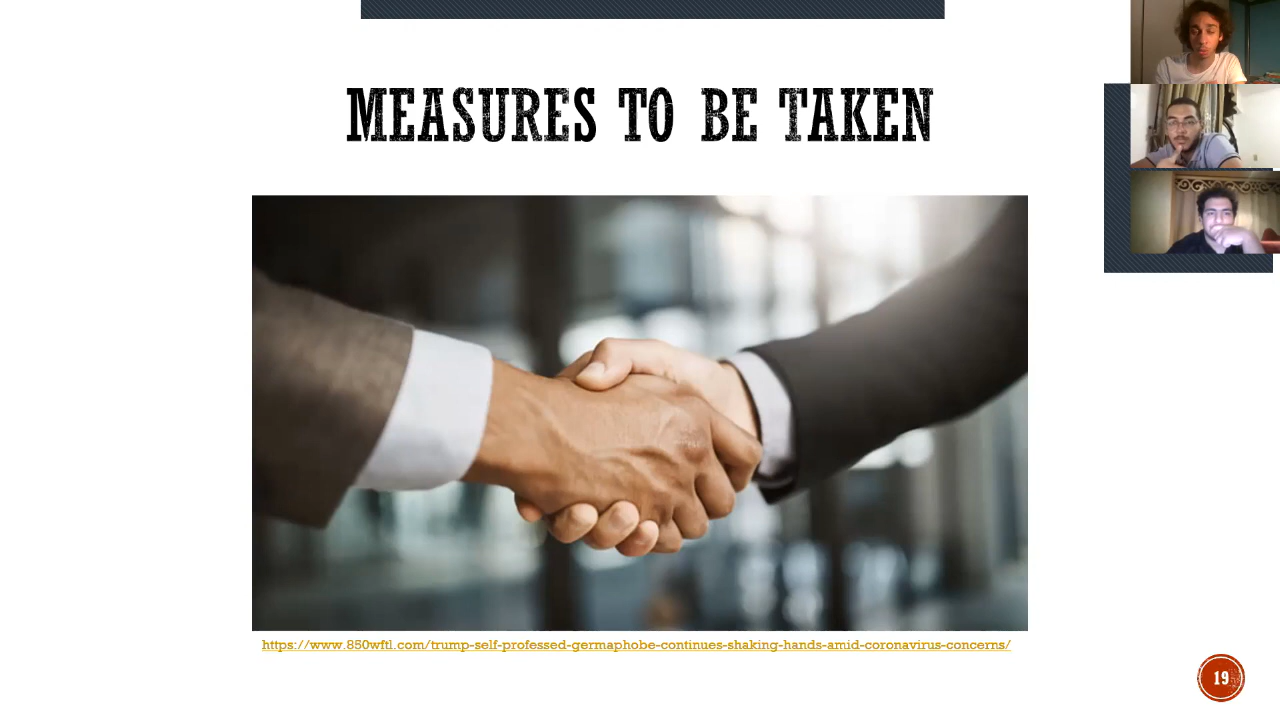 MEASURES TO BE TAKEN
https://www.850wftl.com/trump-self-professed-germaphobe-continues-shaking-hands-amid-coronavirus-concerns/
19